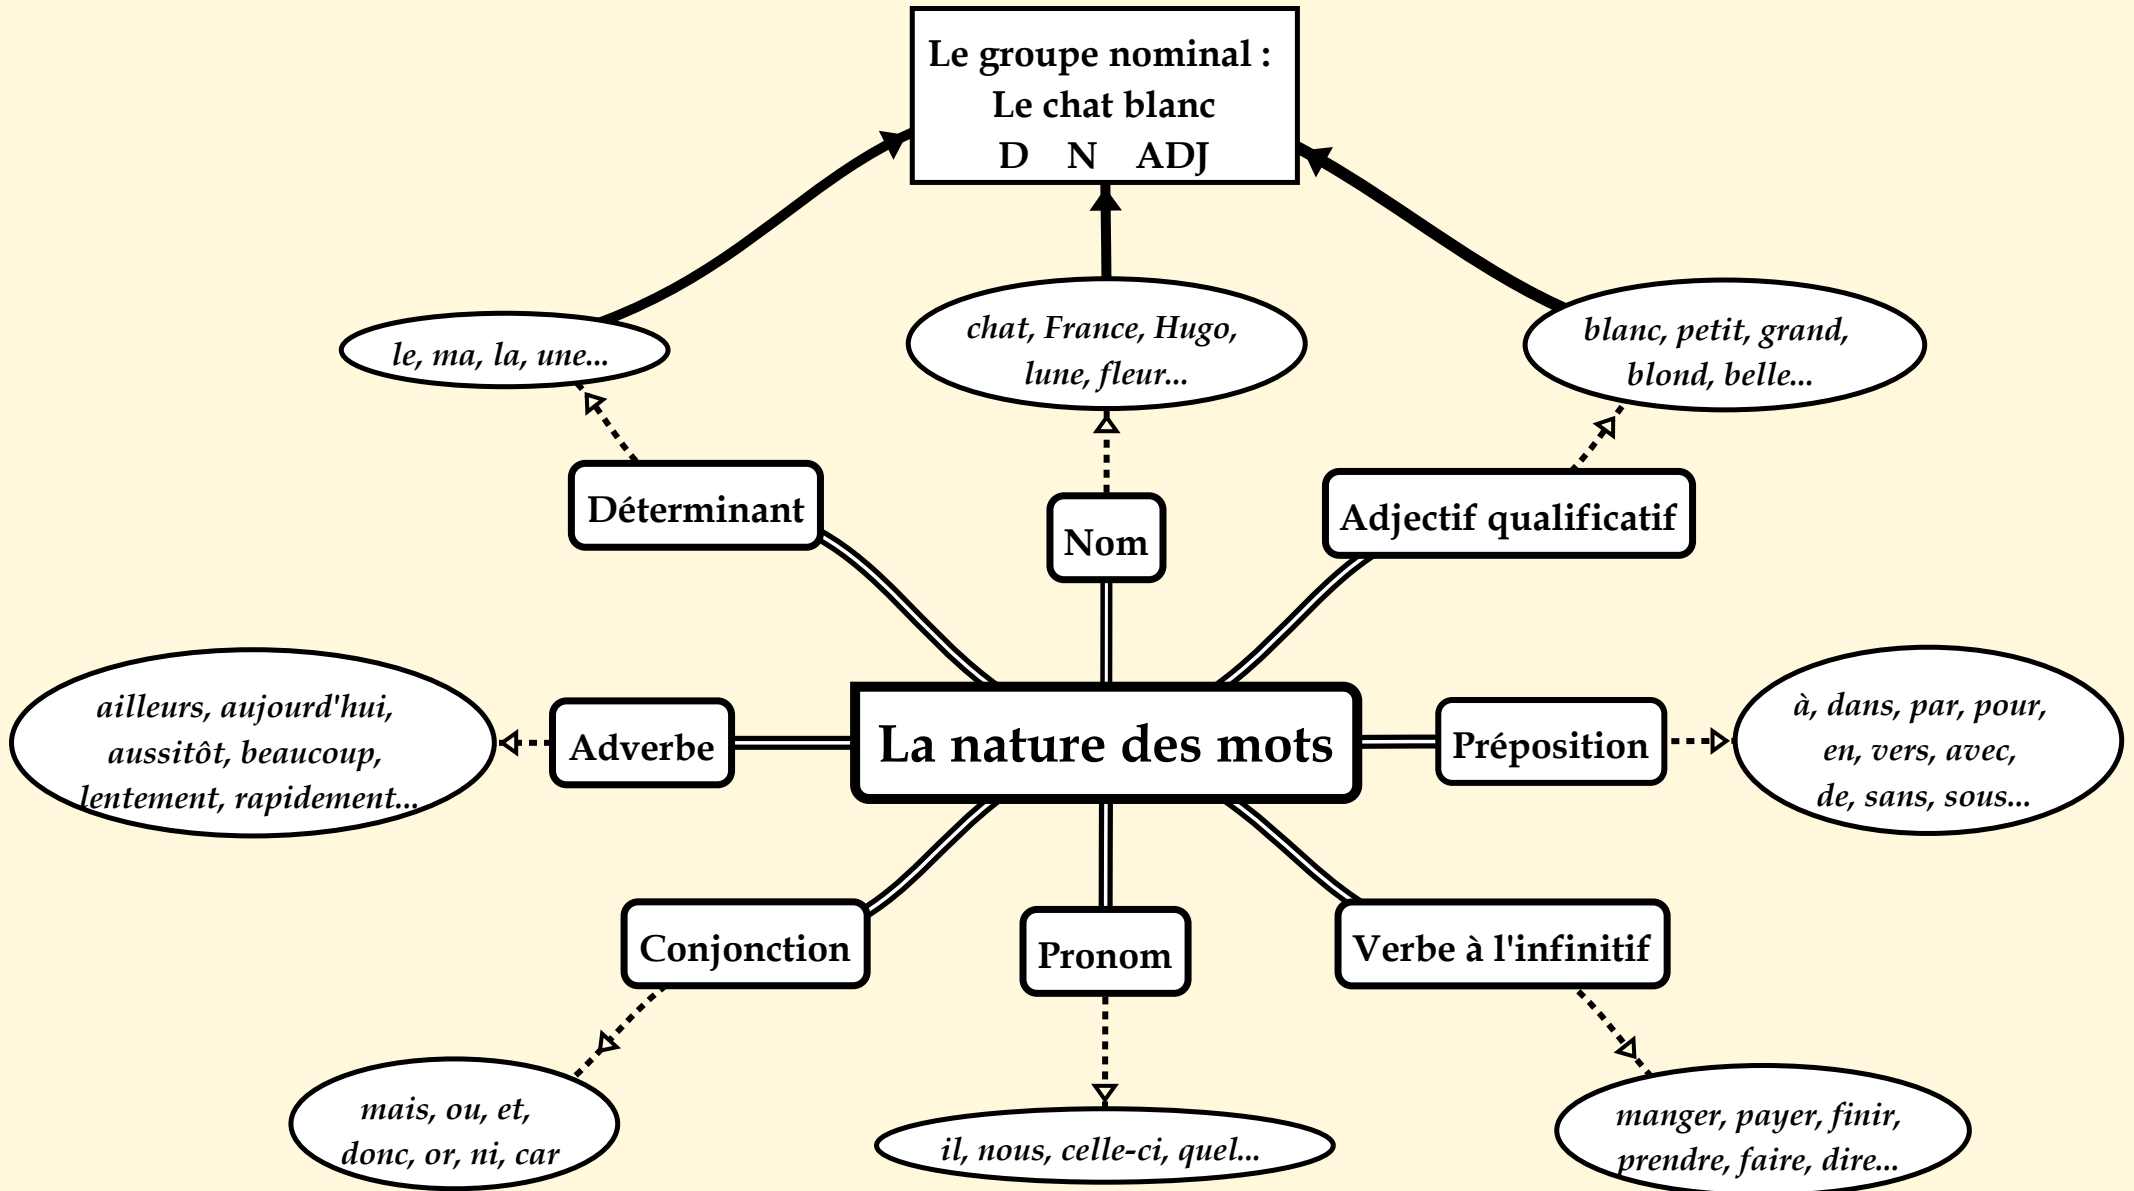 Le groupe nominal :
Le chat blanc
D N ADJ
le, ma, la, une...
chat, France, Hugo,
lune, fleur...
blanc, petit, grand,
blond, belle...
Déterminant
Nom
Adjectif qualificatif
ailleurs, aujourd'hui,
aussitôt, beaucoup,
lentement, rapidement...
Adverbe
La nature des mots
Préposition
à, dans, par, pour,
en, vers, avec,
de, sans, sous...
Conjonction
Pronom
Verbe à l'infinitif
mais, ou, et,
donc, or, ni, car
il, nous, celle-ci, quel...
manger, payer, finir,
prendre, faire, dire...